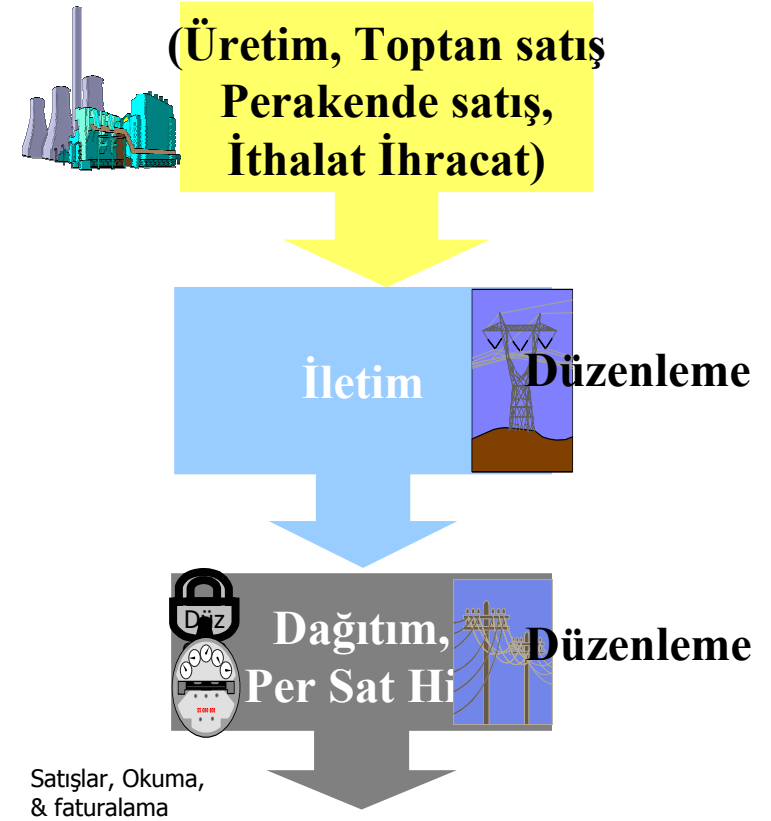 (Üretim, Toptan satış
Perakende satış,
İthalat İhracat)
İletim
Düzenleme
Düz
Dağıtım,
Per Sat Hi
Düzenleme
Satışlar, Okuma,
& faturalama